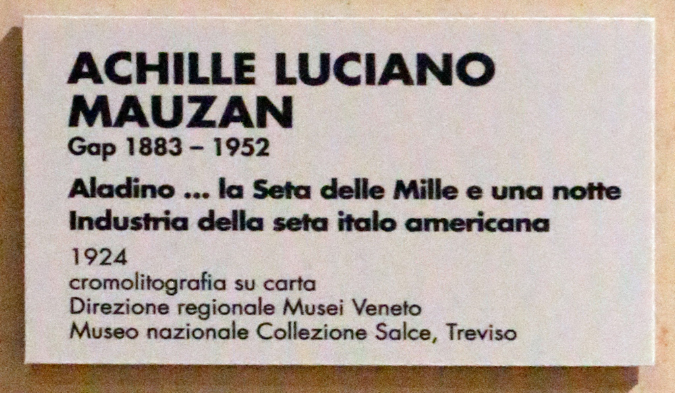 ACHILLE LUCIANO
MAUZAN
Gap 1883 – 1952
Aladino ... la Seta delle Mille e una notte
Industria della seta italo americana
1924
cromolitografia su carta
Direzione regionale Musei Veneto
Museo nazionale Collezione Salce, Treviso